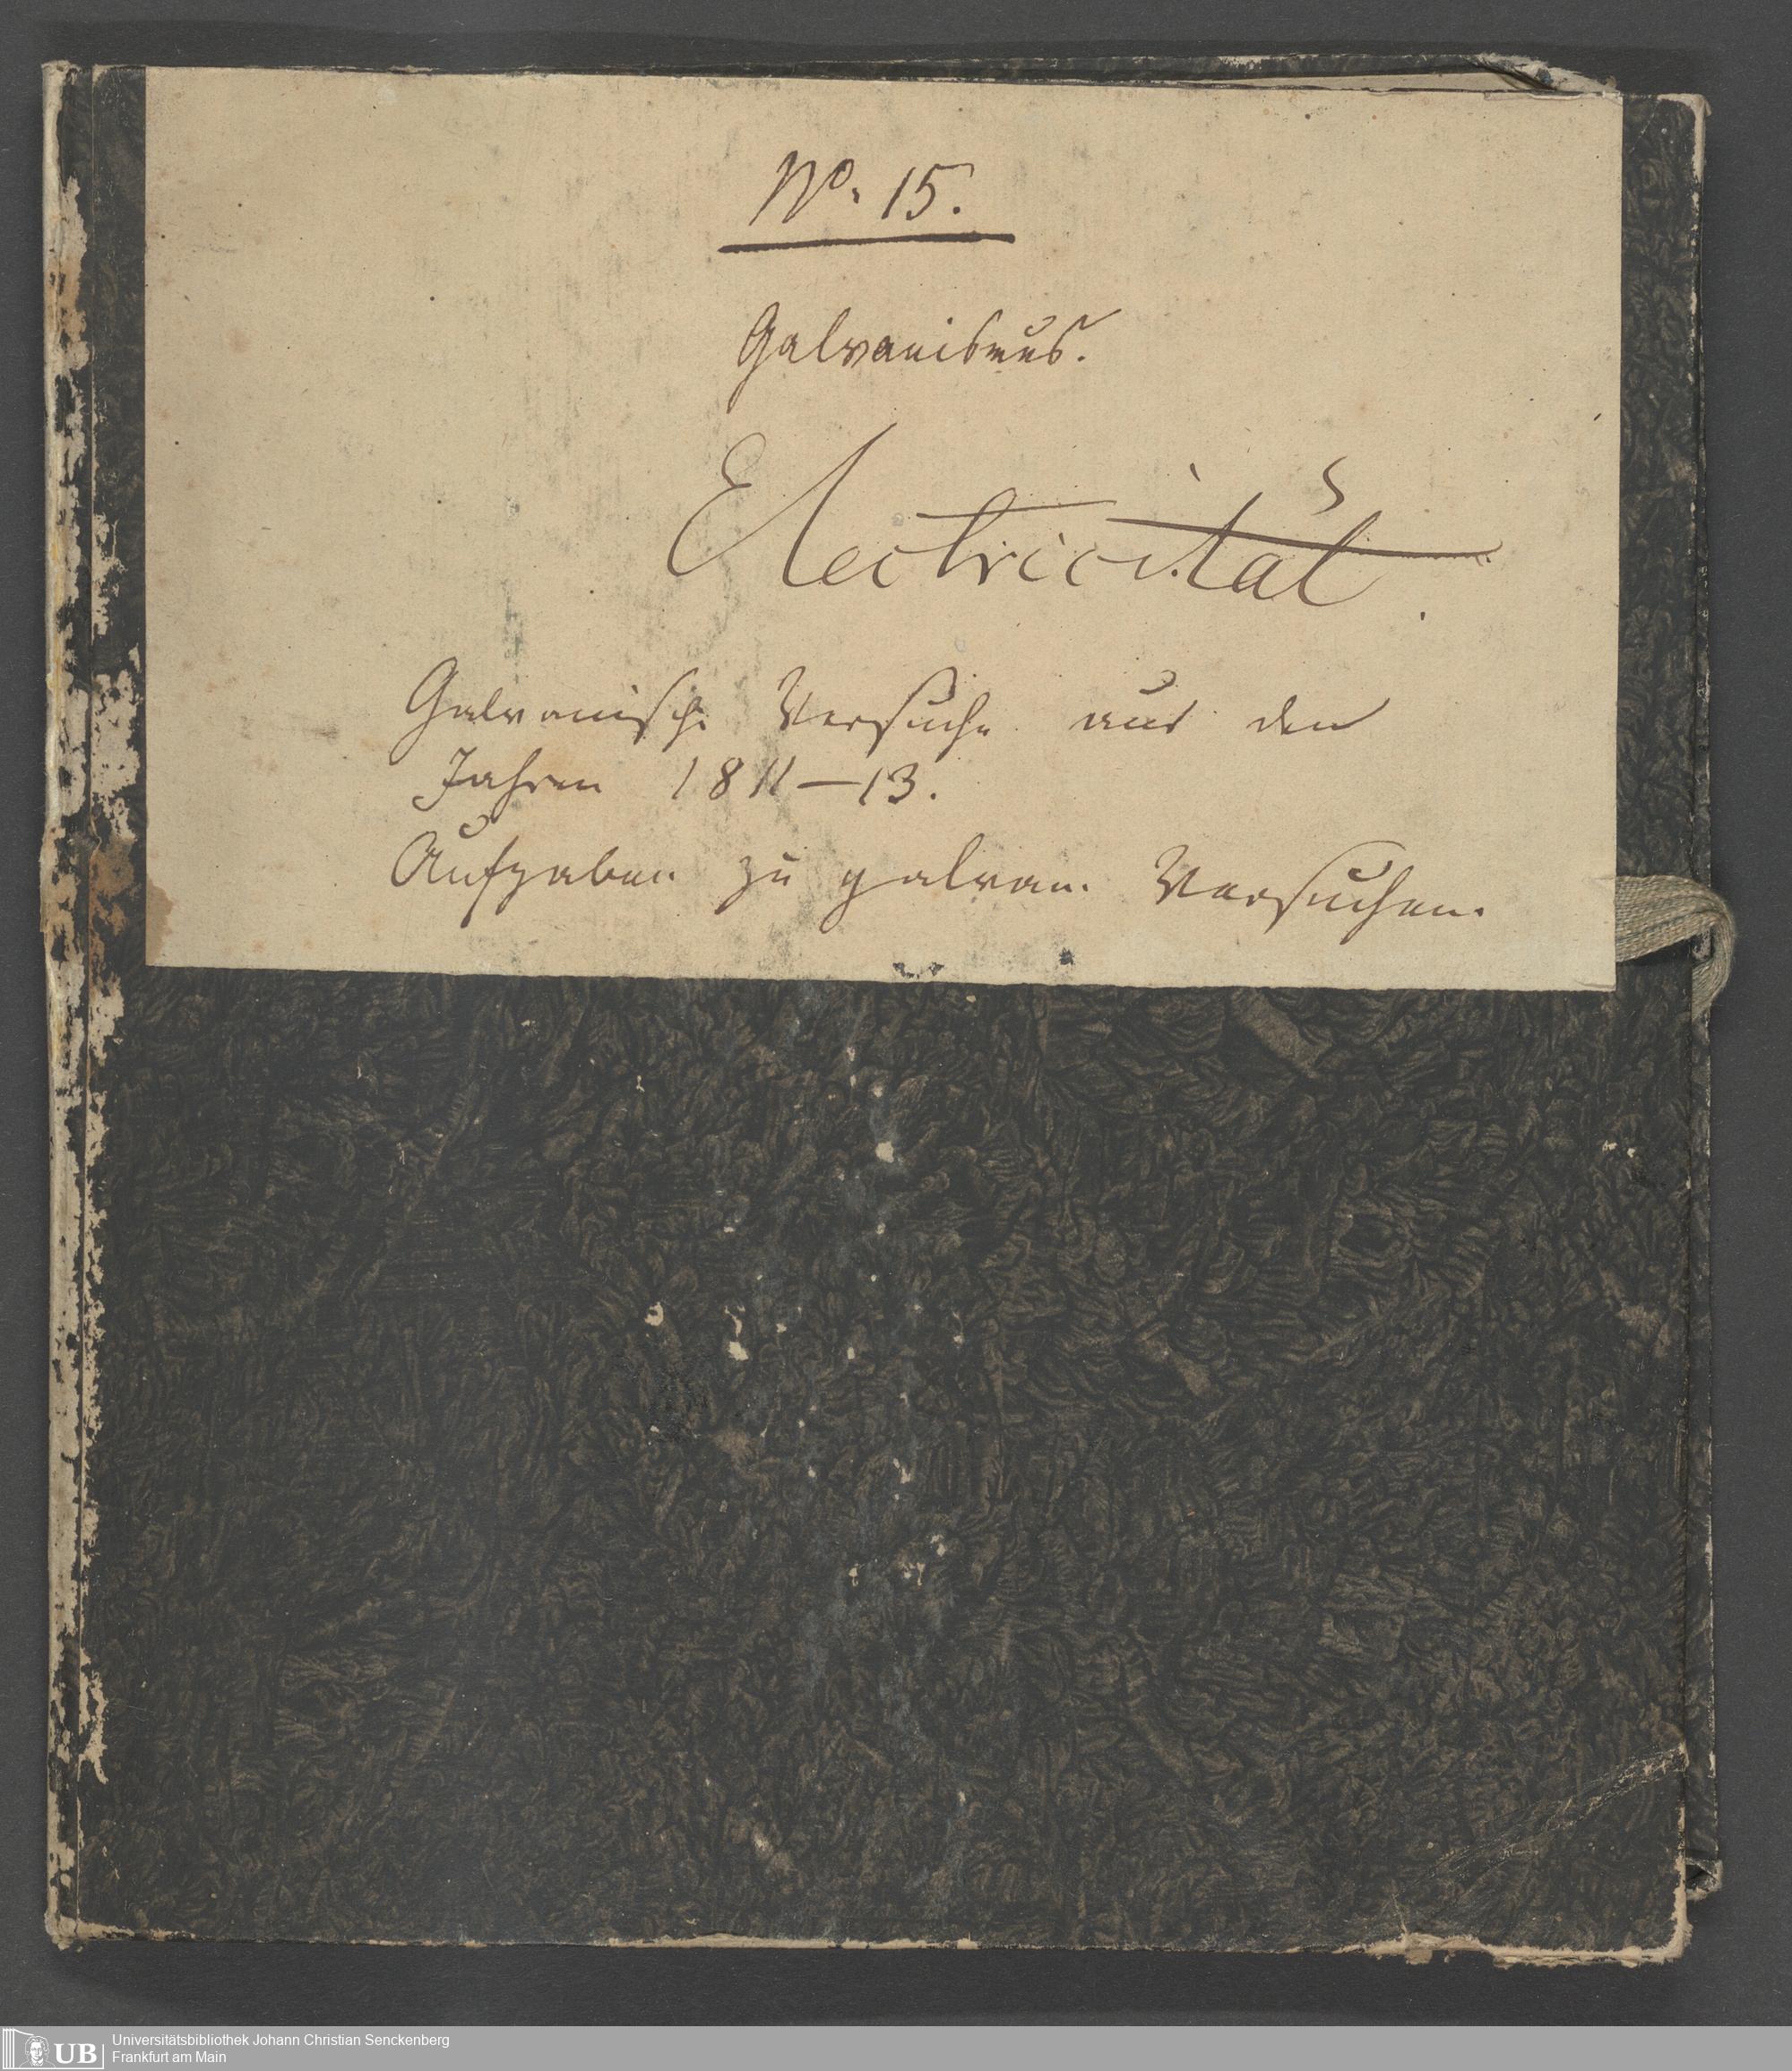 No. 15.
Galvanismus.
Electricität.
Galvanische Versuche aus den
Jahren 1811–13.
Aufgaben zu galvan. Versuchen.
UB
Universitätsbibliothek Johann Christian Senckenberg
Frankfurt am Main